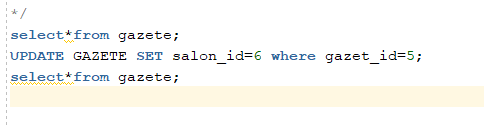 */
select*from gazete;
UPDATE GAZETE SET salon_id=6 where gazet_id=5;
select*from gazete;